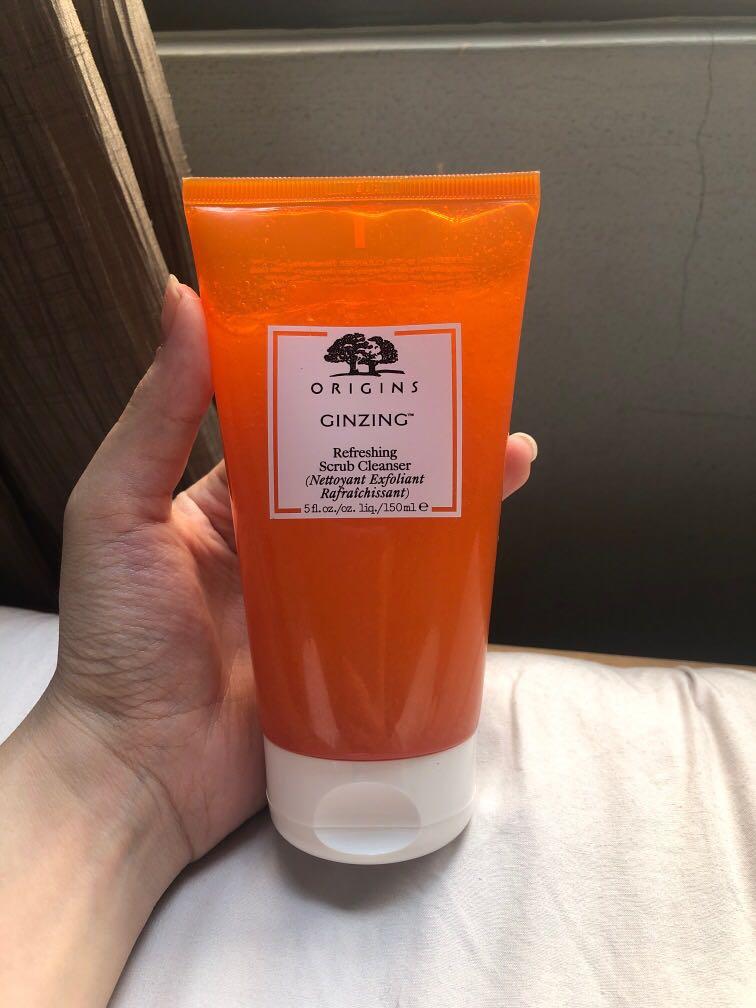 ORIGINS
GINZING™
Refreshing
Scrub Cleanser
(Nettoyant Exfoliant
Rafraîchissant)
5 fl. oz./oz. liq./150 ml ℮